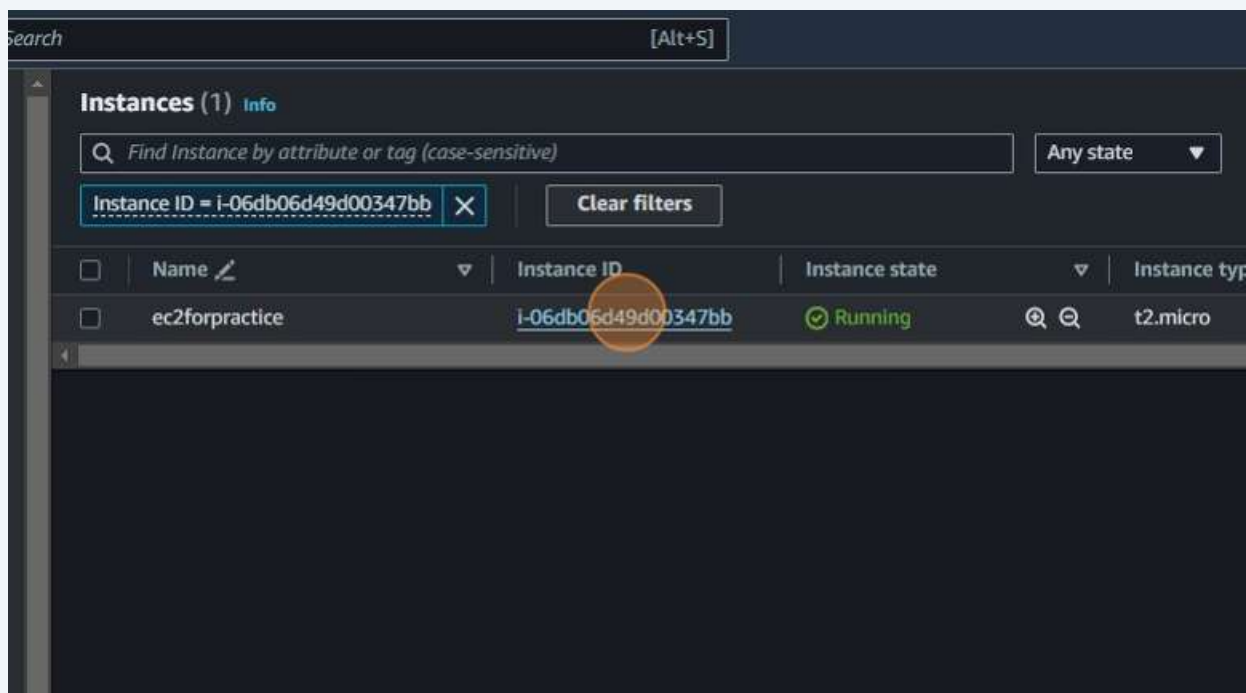 Search [Alt+S]
Instances (1) Info
Find Instance by attribute or tag (case-sensitive) Any state
Instance ID = i-06db06d49d00347bb Clear filters
Name Instance ID Instance state Instance typ
ec2forpractice i-06db06d49d00347bb Running t2.micro